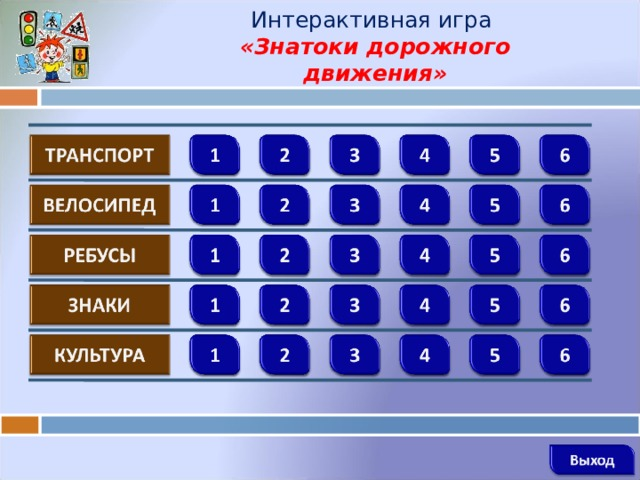 Интерактивная игра
«Знатоки дорожного
движения»
ТРАНСПОРТ 1 2 3 4 5 6
ВЕЛОСИПЕД 1 2 3 4 5 6
РЕБУСЫ 1 2 3 4 5 6
ЗНАКИ 1 2 3 4 5 6
КУЛЬТУРА 1 2 3 4 5 6
Выход